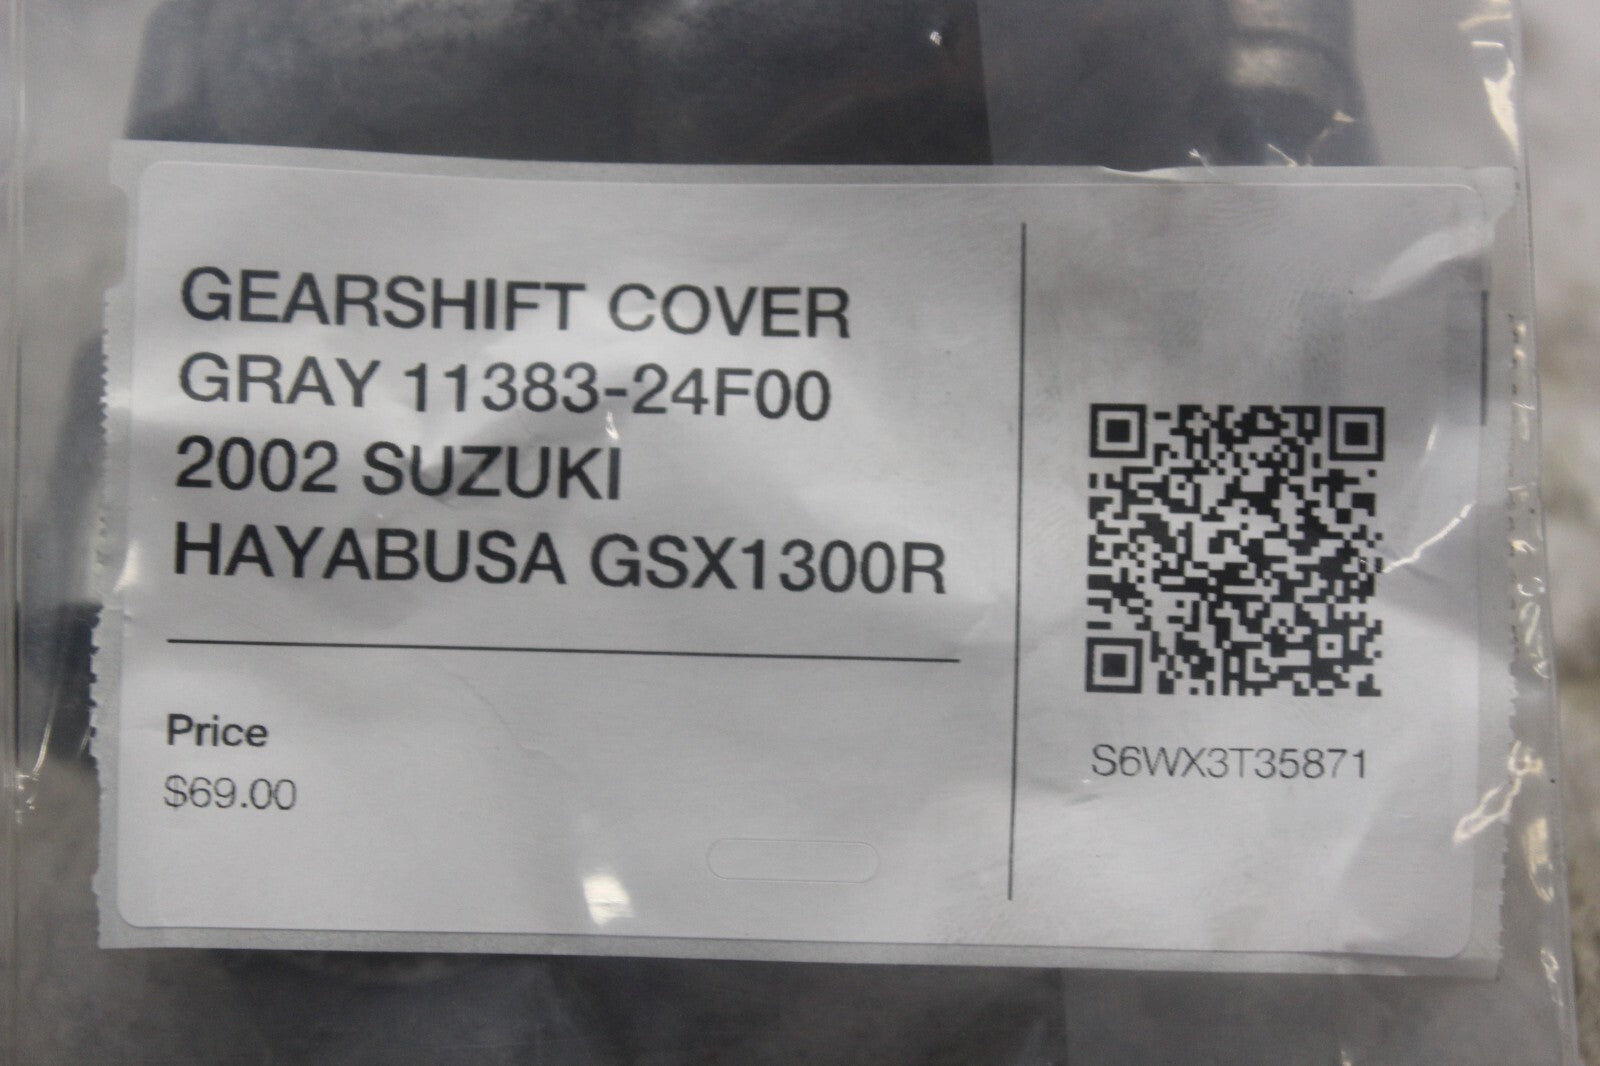 GEARSHIFT COVER
GRAY 11383-24F00
2002 SUZUKI
HAYABUSA GSX1300R
Price
$69.00
S6WX3T35871